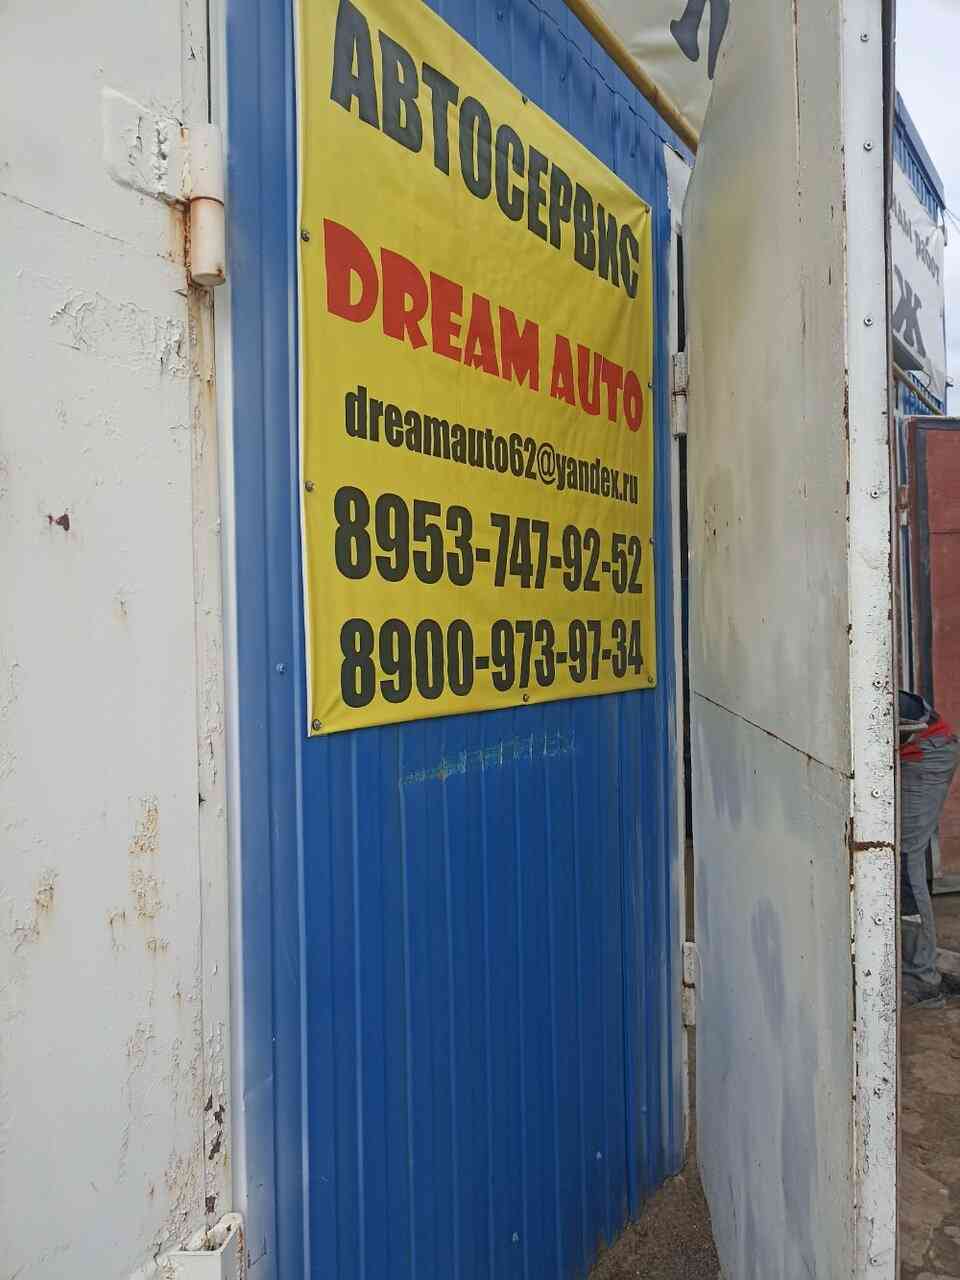 АВТОСЕРВИС
DREAM AUTO
dreamauto62@yandex.ru
8953-747-92-52
8900-973-97-34
Ж